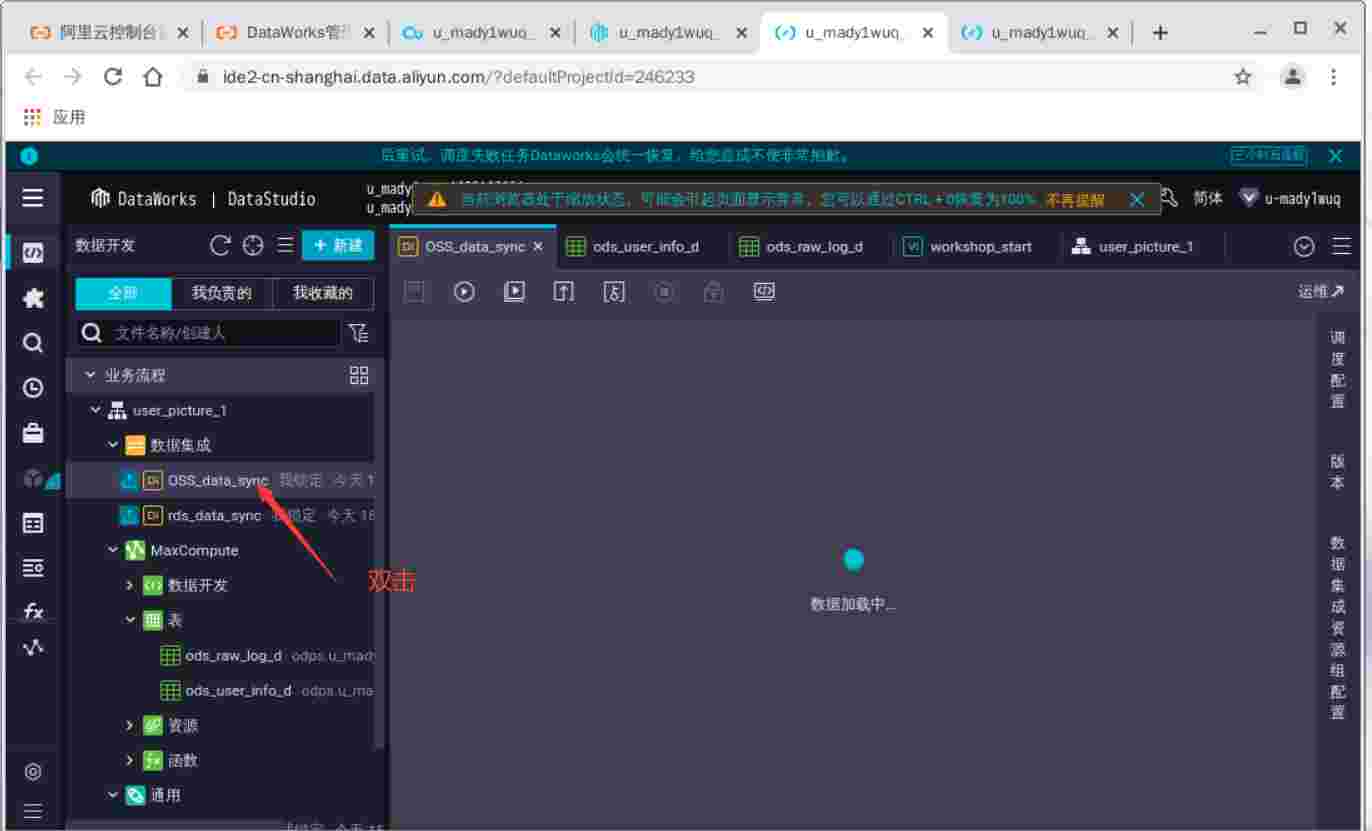 阿里云控制台 DataWorks管 u_mady1wuq_ u_mady1wuq_ u_mady1wuq_ u_mady1wuq_
ide2-cn-shanghai.data.aliyun.com/?defaultProjectId=246233
应用
后重试。调度失败任务Dataworks会统一恢复，给您造成不便非常抱歉。
DataWorks | DataStudio
u_mady
u_mady
当前浏览器处于缩放状态，可能会引起页面显示异常，您可以通过CTRL + 0恢复为100% 不再提醒
简体 u-mady1wuq
数据开发 新建
OSS_data_sync ods_user_info_d ods_raw_log_d workshop_start user_picture_1
全部 我负责的 我收藏的
运维
文件名称/创建人
业务流程
user_picture_1
数据集成
OSS_data_sync 我锁定 今天 1
rds_data_sync 我锁定 今天 16
MaxCompute
数据开发
双击
表
ods_raw_log_d odps.u_mady
ods_user_info_d odps.u_ma
资源
函数
通用
数据加载中...
调度配置
版本
数据集成资源组配置